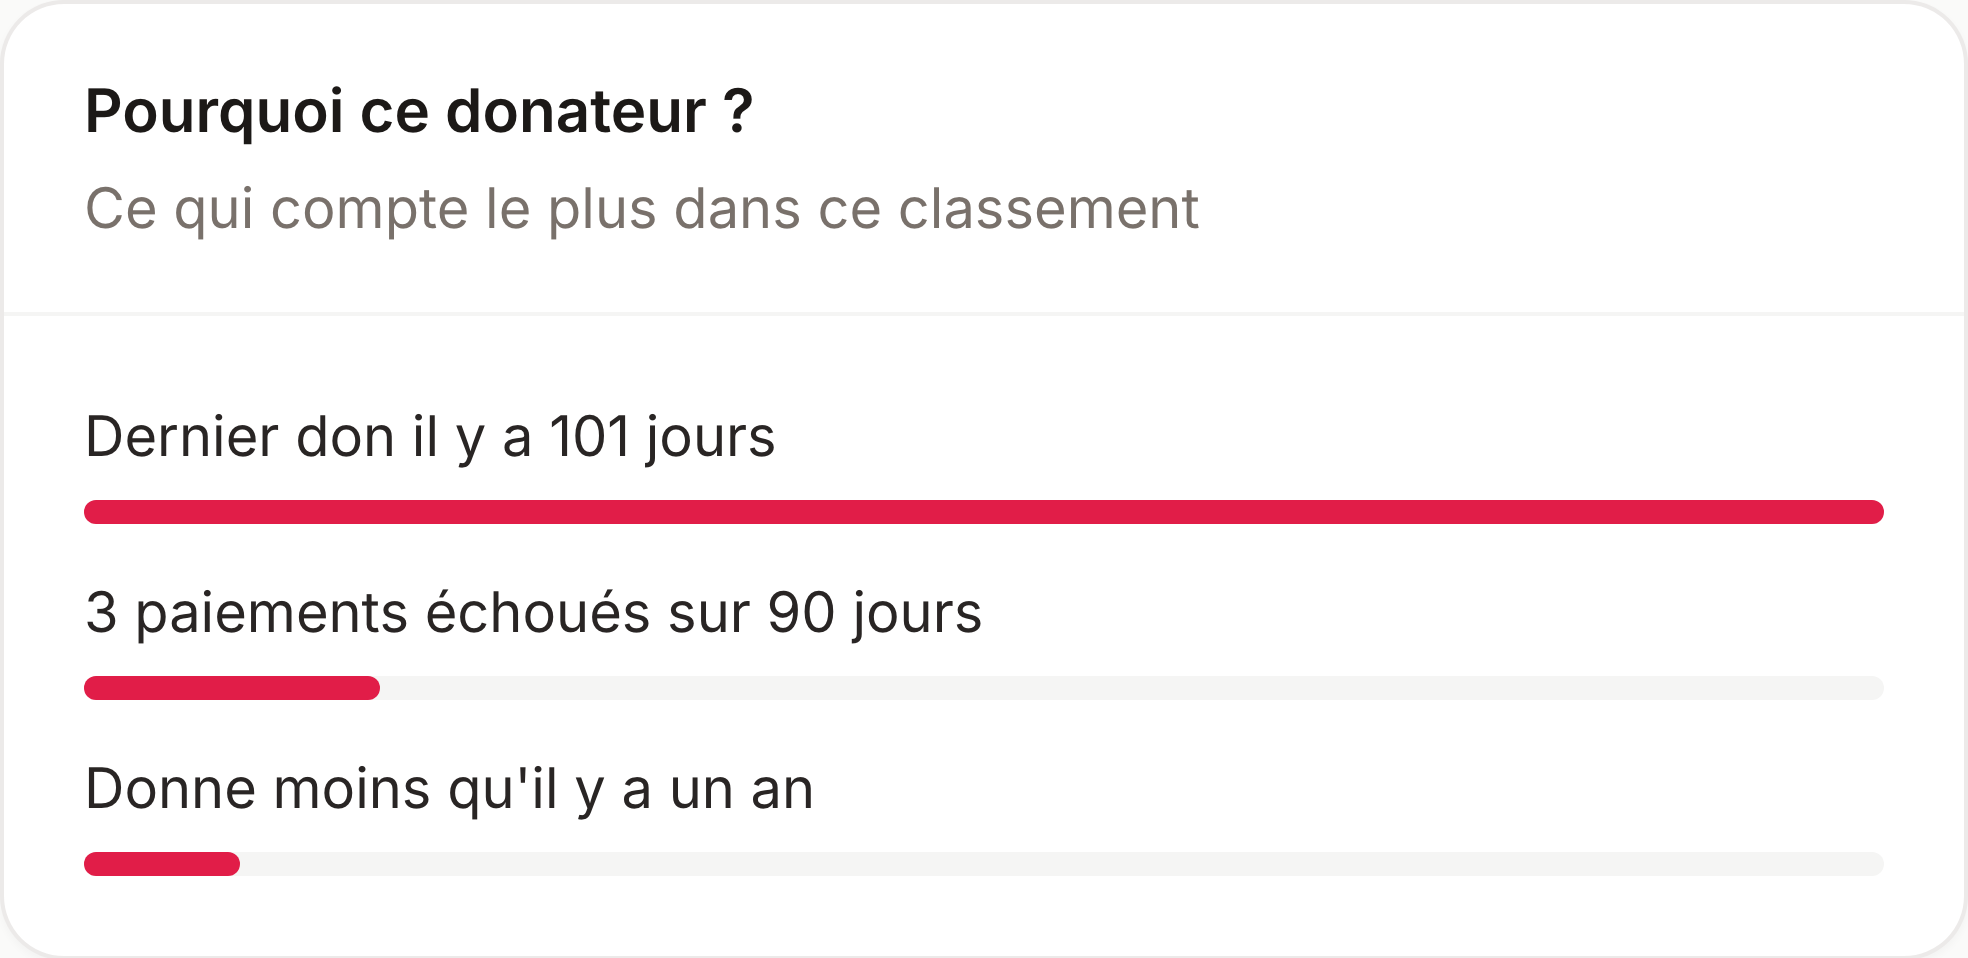 Pourquoi ce donateur ?
Ce qui compte le plus dans ce classement
Dernier don il y a 101 jours
3 paiements échoués sur 90 jours
Donne moins qu'il y a un an